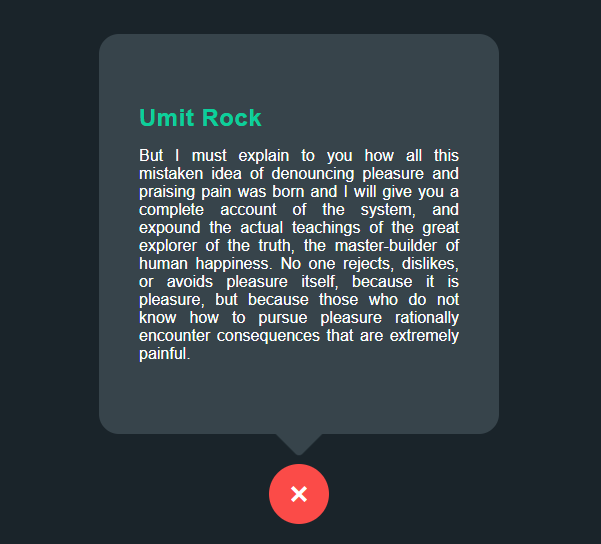 Umit Rock
But I must explain to you how all this
mistaken idea of denouncing pleasure and
praising pain was born and I will give you a
complete account of the system, and
expound the actual teachings of the great
explorer of the truth, the master-builder of
human happiness. No one rejects, dislikes,
or avoids pleasure itself, because it is
pleasure, but because those who do not
know how to pursue pleasure rationally
encounter consequences that are extremely
painful.